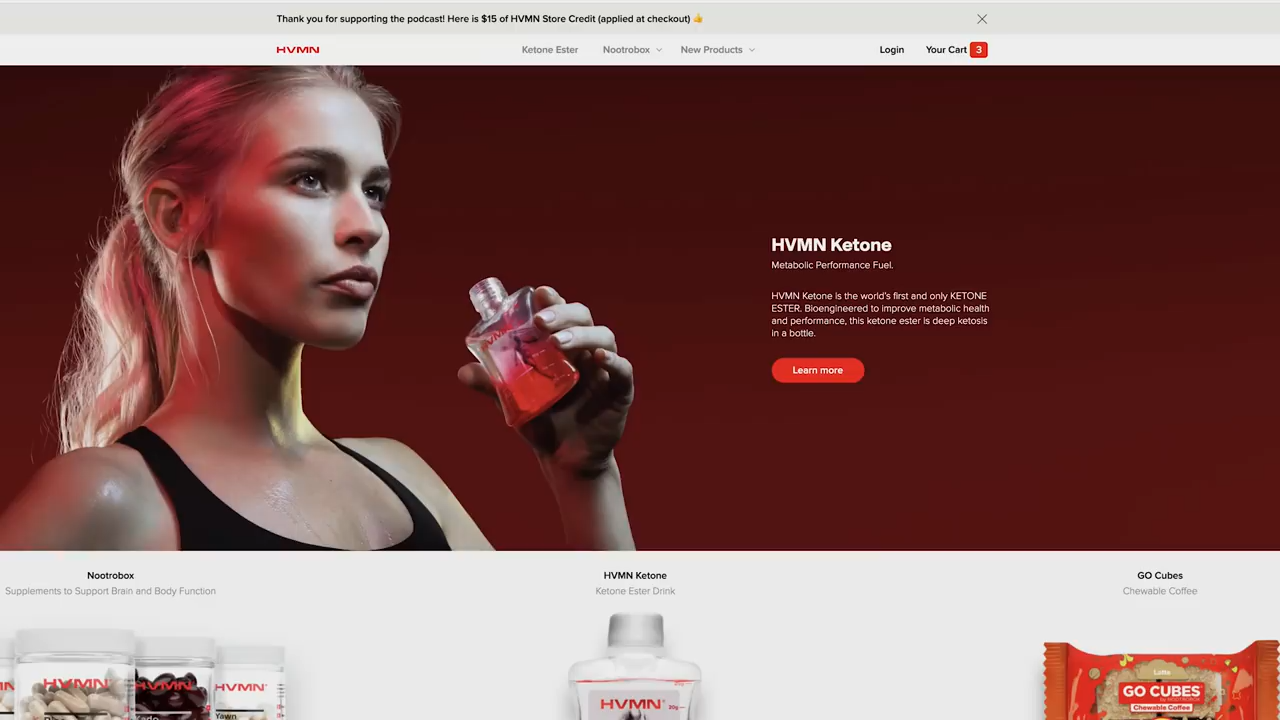 Thank you for supporting the podcast! Here is $15 of HVMN Store Credit (applied at checkout) 👍
HVMN
Ketone Ester
Nootrobox
New Products
Login
Your Cart 3
HVMN Ketone
Metabolic Performance Fuel.
HVMN Ketone is the world's first and only KETONE
ESTER. Bioengineered to improve metabolic health
and performance, this ketone ester is deep ketosis
in a bottle.
Learn more
Nootrobox
Supplements to Support Brain and Body Function
HVMN Ketone
Ketone Ester Drink
GO Cubes
Chewable Coffee
HVMN
HVMN
HVMN
Yawn
HVMN
Latte
GO CUBES
Chewable Coffee